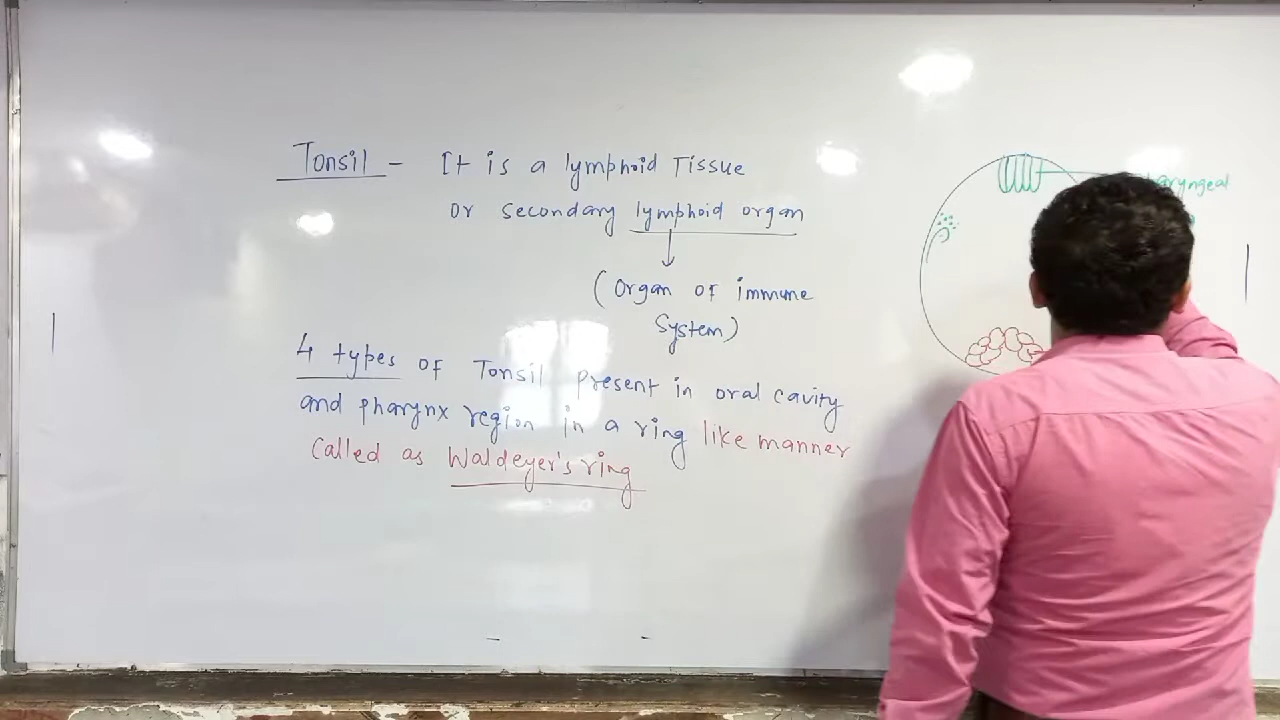 Tonsil - It is a lymphoid Tissue
Or secondary lymphoid organ
(Organ of immune
System)
4 types of Tonsil present in oral cavity
and pharynx region in a ring like manner
Called as Waldeyer's ring